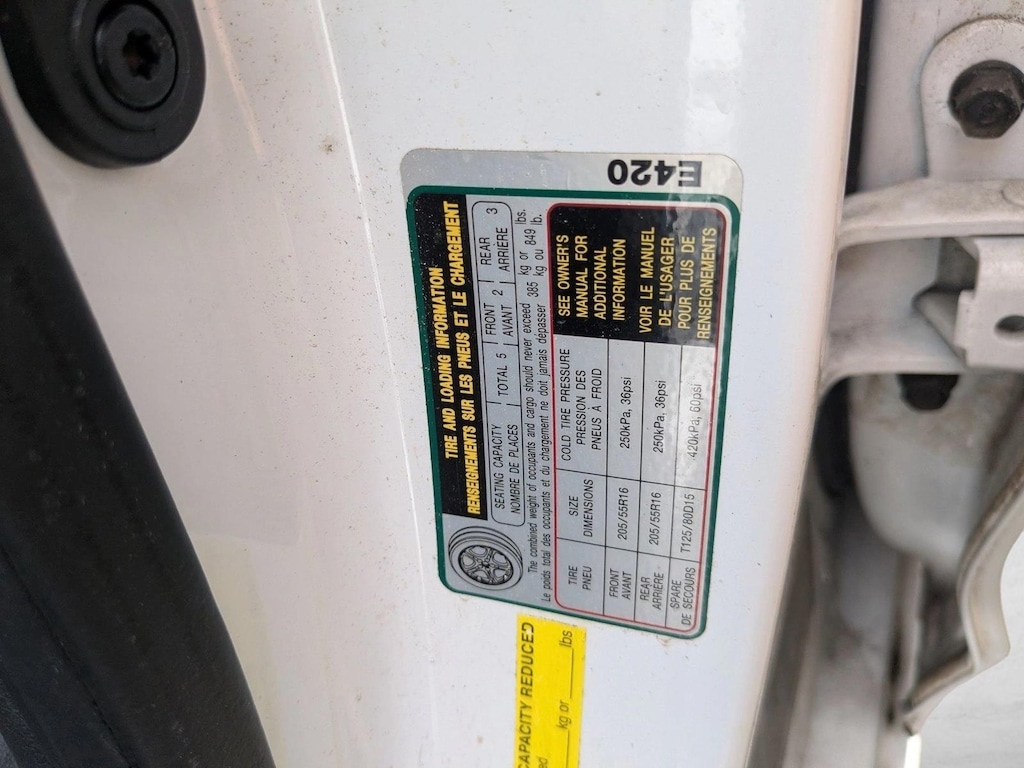 E420
TIRE AND LOADING INFORMATION
RENSEIGNEMENTS SUR LES PNEUS ET LE CHARGEMENT
SEATING CAPACITY TOTAL 5 FRONT 2 REAR 3
NOMBRE DE PLACES AVANT ARRIÈRE
The combined weight of occupants and cargo should never exceed 385 kg or 849 lbs.
Le poids total des occupants et du chargement ne doit jamais dépasser 385 kg ou 849 lb.
TIRE SIZE COLD TIRE PRESSURE
PNEU DIMENSIONS PRESSION DES
PNEUS À FROID
FRONT 205/55R16 250kPa, 36psi
AVANT
REAR 205/55R16 250kPa, 36psi
ARRIÈRE
SPARE T125/80D15 420kPa, 60psi
DE SECOURS
SEE OWNER'S
MANUAL FOR
ADDITIONAL
INFORMATION
VOIR LE MANUEL
DE L'USAGER
POUR PLUS DE
RENSEIGNEMENTS
CAPACITY REDUCED
kg or lbs